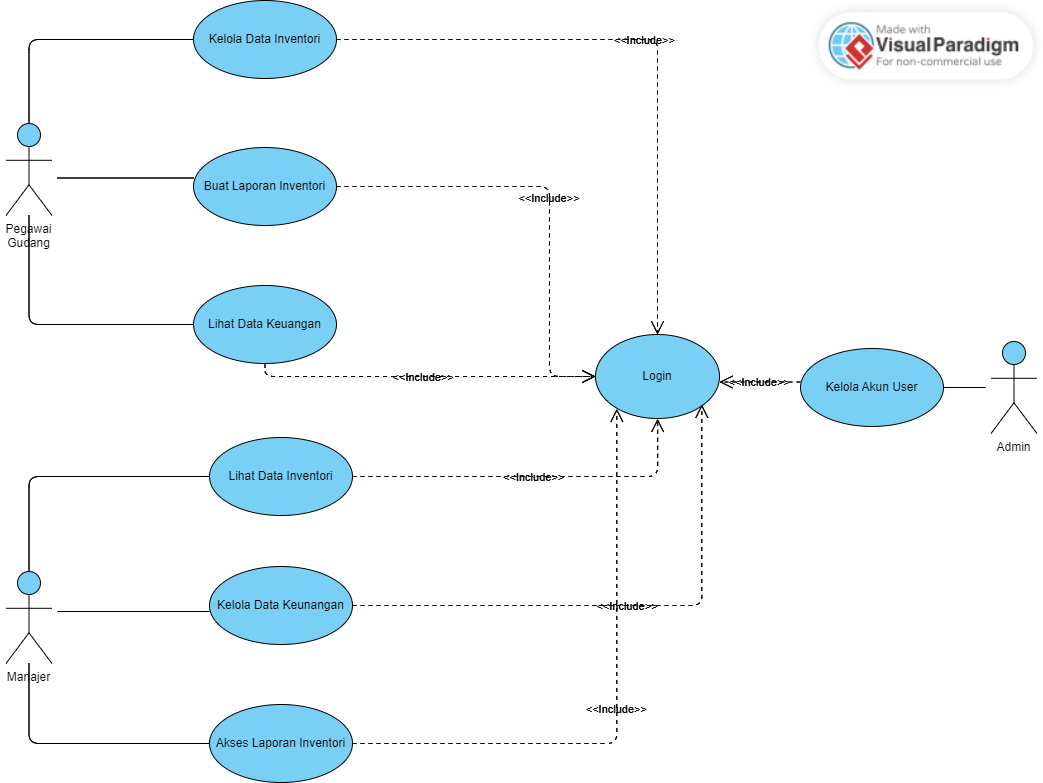 Kelola Data Inventori
<<Include>>
Made with
Visual Paradigm
For non-commercial use
Buat Laporan Inventori
<<Include>>
Pegawai
Gudang
Lihat Data Keuangan
<<Include>>
Login
<<Include>>
Kelola Akun User
Admin
Lihat Data Inventori
<<Include>>
Kelola Data Keunangan
<<Include>>
Manajer
<<Include>>
Akses Laporan Inventori